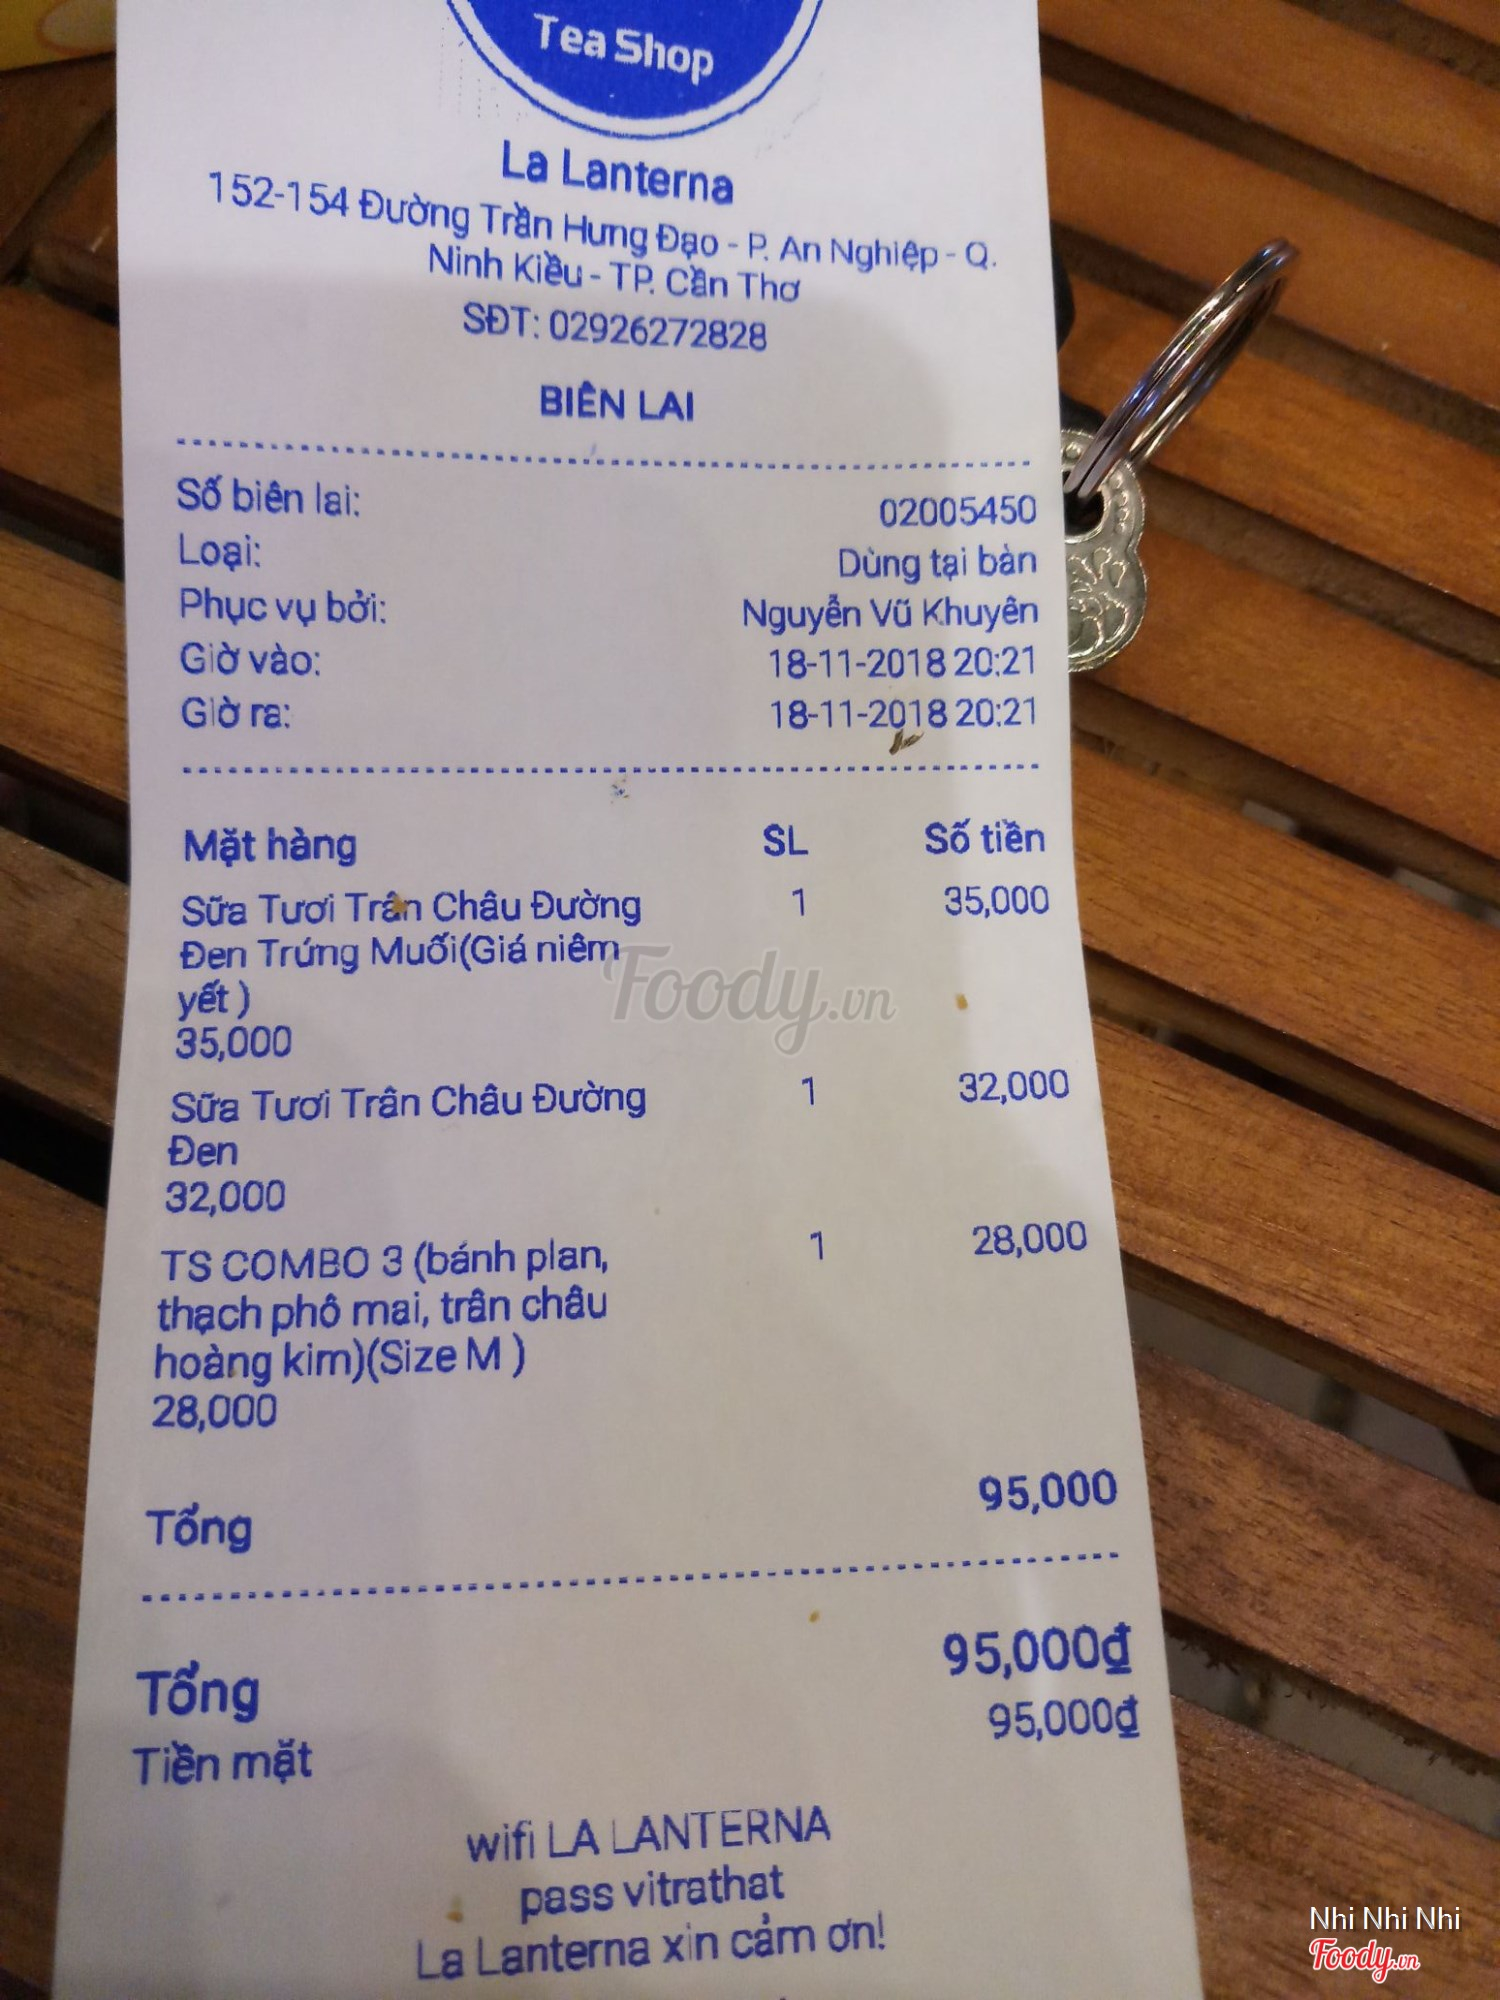 Tea Shop
La Lanterna
152-154 Đường Trần Hưng Đạo - P. An Nghiệp - Q.
Ninh Kiều - TP. Cần Thơ
SĐT: 02926272828
BIÊN LAI
Số biên lai: 02005450
Loại: Dùng tại bàn
Phục vụ bởi: Nguyễn Vũ Khuyên
Giờ vào: 18-11-2018 20:21
Giờ ra: 18-11-2018 20:21
Mặt hàng SL Số tiền
Sữa Tươi Trân Châu Đường 1 35,000
Đen Trứng Muối(Giá niêm
yết )
35,000
Sữa Tươi Trân Châu Đường 1 32,000
Đen
32,000
TS COMBO 3 (bánh plan, 1 28,000
thạch phô mai, trân châu
hoàng kim)(Size M )
28,000
Tổng 95,000
Tổng 95,000₫
Tiền mặt 95,000₫
wifi LA LANTERNA
pass vitrathat
La Lanterna xin cảm ơn!
Foody.vn
Nhi Nhi Nhi
Foody.vn